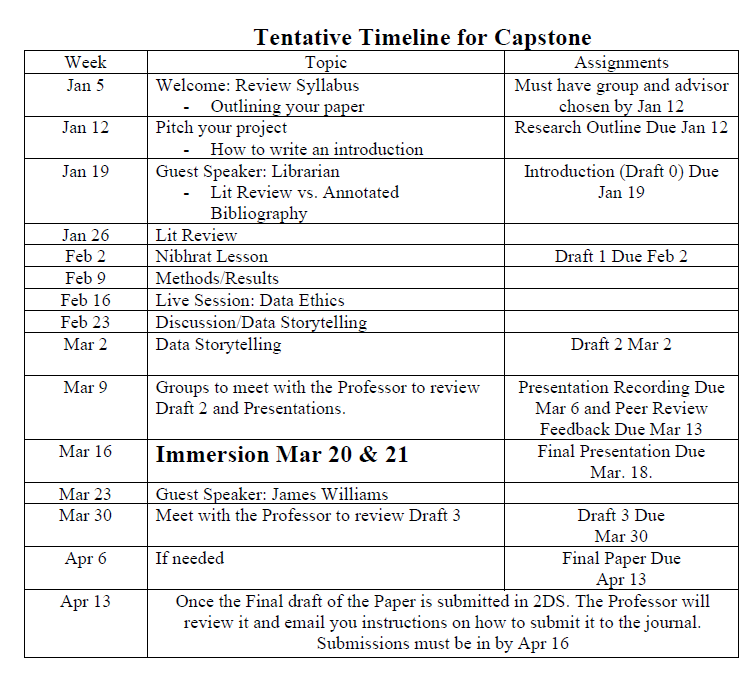 Tentative Timeline for Capstone
Week Topic Assignments
Jan 5 Welcome: Review Syllabus Must have group and advisor
- Outlining your paper chosen by Jan 12
Jan 12 Pitch your project Research Outline Due Jan 12
- How to write an introduction
Jan 19 Guest Speaker: Librarian Introduction (Draft 0) Due
- Lit Review vs. Annotated Jan 19
Bibliography
Jan 26 Lit Review
Feb 2 Nibhrat Lesson Draft 1 Due Feb 2
Feb 9 Methods/Results
Feb 16 Live Session: Data Ethics
Feb 23 Discussion/Data Storytelling
Mar 2 Data Storytelling Draft 2 Mar 2
Mar 9 Groups to meet with the Professor to review Presentation Recording Due
Draft 2 and Presentations. Mar 6 and Peer Review
Feedback Due Mar 13
Mar 16 Immersion Mar 20 & 21 Final Presentation Due
Mar. 18.
Mar 23 Guest Speaker: James Williams
Mar 30 Meet with the Professor to review Draft 3 Draft 3 Due
Mar 30
Apr 6 If needed Final Paper Due
Apr 13
Apr 13 Once the Final draft of the Paper is submitted in 2DS. The Professor will
review it and email you instructions on how to submit it to the journal.
Submissions must be in by Apr 16